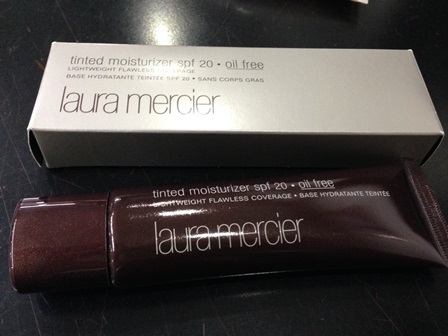 tinted moisturizer spf 20 • oil free
LIGHTWEIGHT FLAWLESS COVERAGE
BASE HYDRATANTE TEINTÉE SPF 20 • SANS CORPS GRAS
laura mercier
tinted moisturizer spf 20 • oil free
LIGHTWEIGHT FLAWLESS COVERAGE • BASE HYDRATANTE TEINTÉE
laura mercier